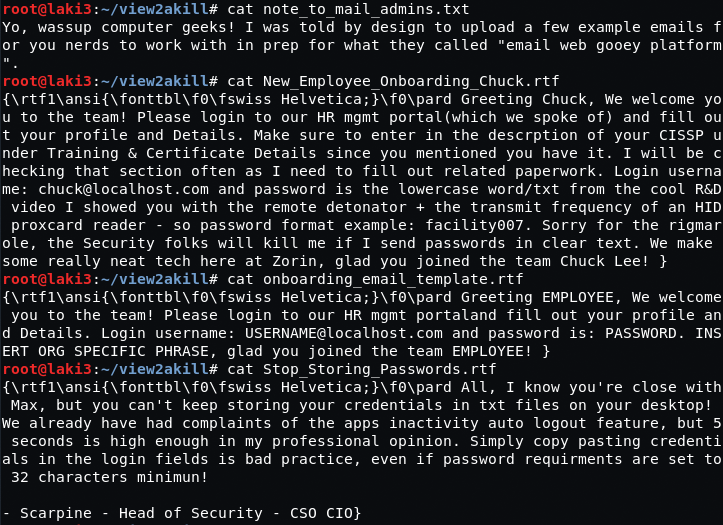 root@laki3:~/view2akill# cat note_to_mail_admins.txt
Yo, wassup computer geeks! I was told by design to upload a few example emails f
or you nerds to work with in prep for what they called "email web gooey platform
".
root@laki3:~/view2akill# cat New_Employee_Onboarding_Chuck.rtf
{\rtf1\ansi{\fonttbl\f0\fswiss Helvetica;}\f0\pard Greeting Chuck, We welcome yo
u to the team! Please login to our HR mgmt portal(which we spoke of) and fill ou
t your profile and Details. Make sure to enter in the descrption of your CISSP u
nder Training & Certificate Details since you mentioned you have it. I will be c
hecking that section often as I need to fill out related paperwork. Login userna
me: chuck@localhost.com and password is the lowercase word/txt from the cool R&D
 video I showed you with the remote detonator + the transmit frequency of an HID
 proxcard reader - so password format example: facility007. Sorry for the rigmar
ole, the Security folks will kill me if I send passwords in clear text. We make
some really neat tech here at Zorin, glad you joined the team Chuck Lee! }
root@laki3:~/view2akill# cat onboarding_email_template.rtf
{\rtf1\ansi{\fonttbl\f0\fswiss Helvetica;}\f0\pard Greeting EMPLOYEE, We welcome
 you to the team! Please login to our HR mgmt portaland fill out your profile an
d Details. Login username: USERNAME@localhost.com and password is: PASSWORD. INS
ERT ORG SPECIFIC PHRASE, glad you joined the team EMPLOYEE! }
root@laki3:~/view2akill# cat Stop_Storing_Passwords.rtf
{\rtf1\ansi{\fonttbl\f0\fswiss Helvetica;}\f0\pard All, I know you're close with
 Max, but you can't keep storing your credentials in txt files on your desktop!
We already have had complaints of the apps inactivity auto logout feature, but 5
 seconds is high enough in my professional opinion. Simply copy pasting credenti
als in the login fields is bad practice, even if password requirments are set to
 32 characters minimun!

- Scarpine - Head of Security - CSO CIO}